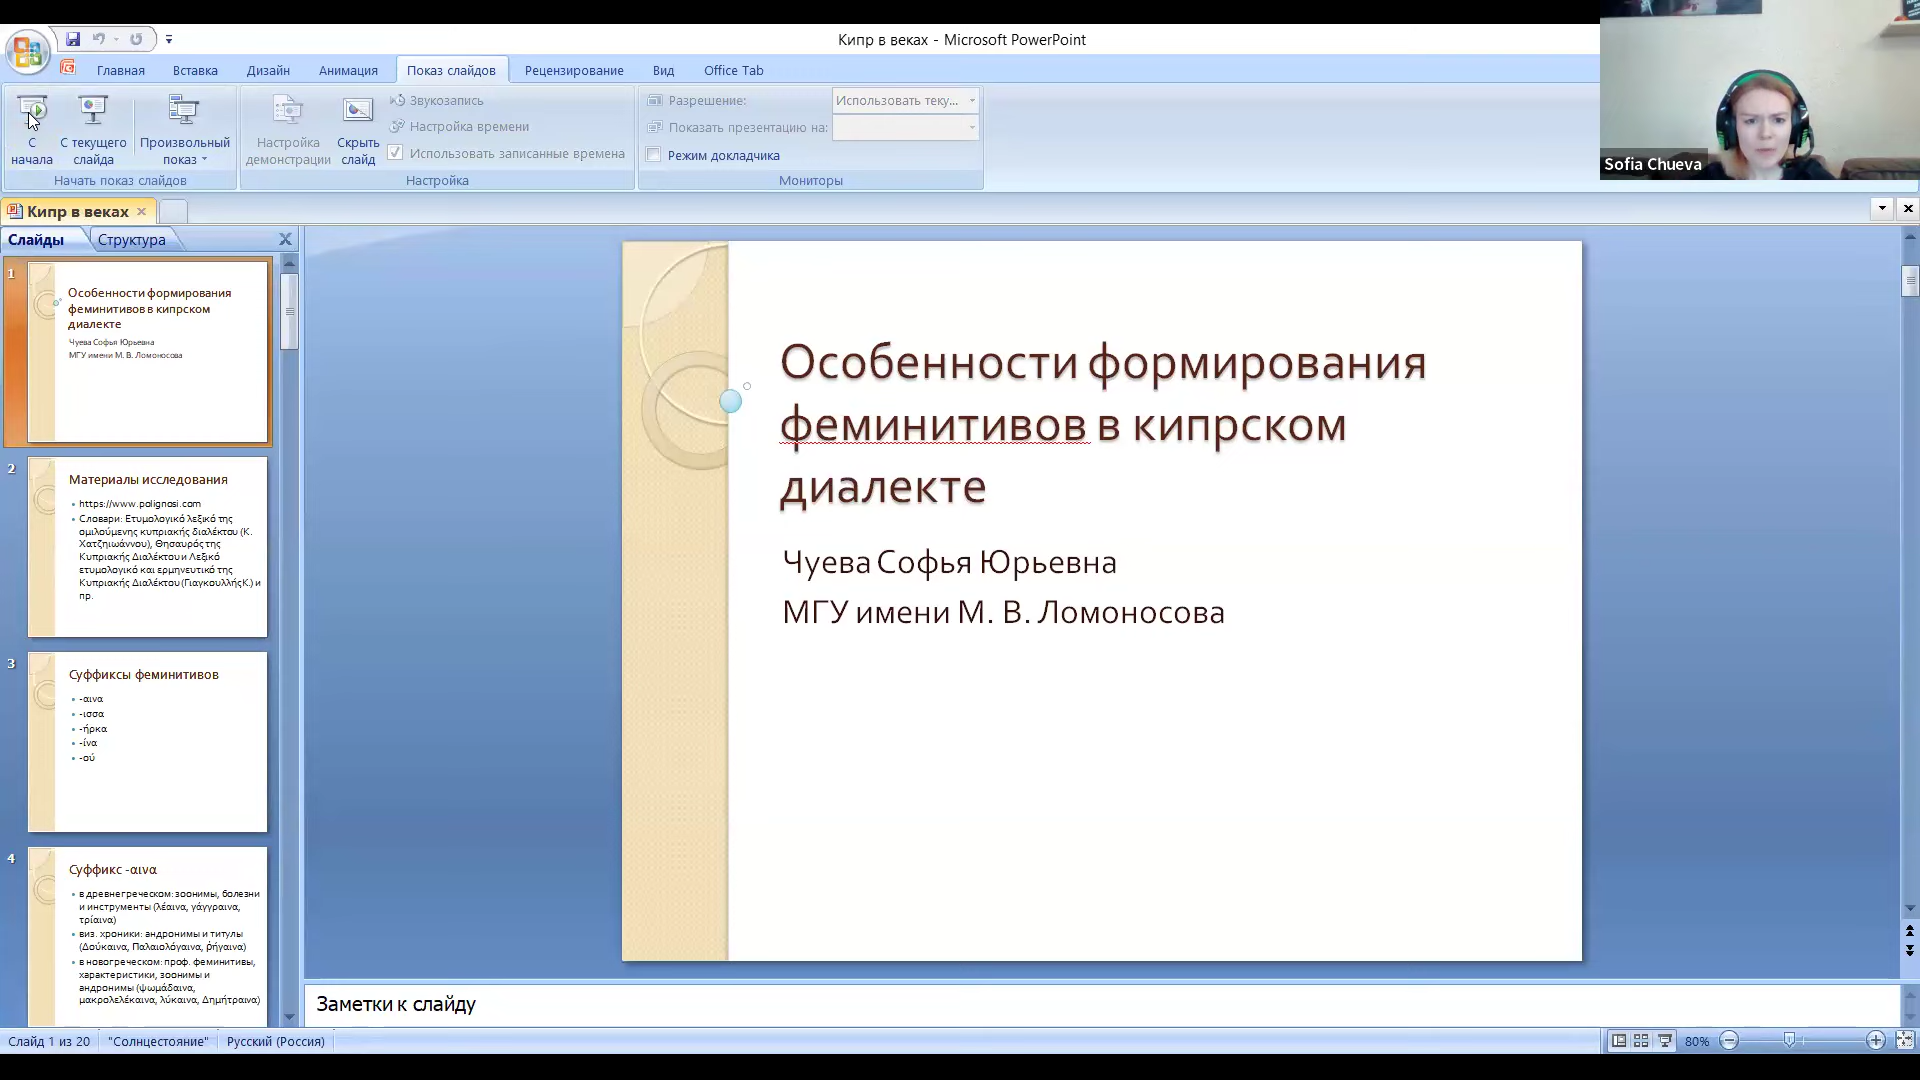 Кипр в веках - Microsoft PowerPoint
Главная
Вставка
Дизайн
Анимация
Показ слайдов
Рецензирование
Вид
Office Tab
С начала
С текущего слайда
Произвольный показ
Начать показ слайдов
Настройка демонстрации
Скрыть слайд
Звукозапись
Настройка времени
Использовать записанные времена
Настройка
Разрешение:
Использовать теку...
Показать презентацию на:
Режим докладчика
Мониторы
Sofia Chueva
Кипр в веках
Слайды
Структура
1
Особенности формирования
феминитивов в кипрском
диалекте
Чуева Софья Юрьевна
МГУ имени М. В. Ломоносова
2
Материалы исследования
https://www.polignosi.com
Словари: Ετυμολογικό λεξικό της
ομιλούμενης κυπριακής διαλέκτου (Κ.
Χατζηιωάννου), Θησαυρός της
Κυπριακής Διαλέκτου и Λεξικό
ετυμολογικό και ερμηνευτικό της
Κυπριακής Διαλέκτου (Γιαγκουλλής Κ.) и
пр.
3
Суффиксы феминитивов
-αινα
-ισσα
-ήρκα
-ίνα
-ού
4
Суффикс -αινα
в древнегреческом: зоонимы, болезни
и инструменты (λέαινα, γάγγραινα,
τρίαινα)
виз. хроники: андронимы и титулы
(Δούκαινα, Παλαιολόγαινα, ῥήγαινα)
в новогреческом: проф. феминитивы,
характеристики, зоонимы и
андронимы (ψωμάδαινα,
μακρολελέκαινα, λύκαινα, Δημήτραινα)
Особенности формирования
феминитивов в кипрском
диалекте
Чуева Софья Юрьевна
МГУ имени М. В. Ломоносова
Заметки к слайду
Слайд 1 из 20
"Солнцестояние"
Русский (Россия)
80%